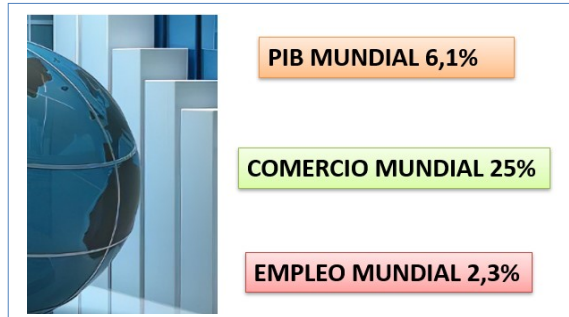 PIB MUNDIAL 6,1%
COMERCIO MUNDIAL 25%
EMPLEO MUNDIAL 2,3%